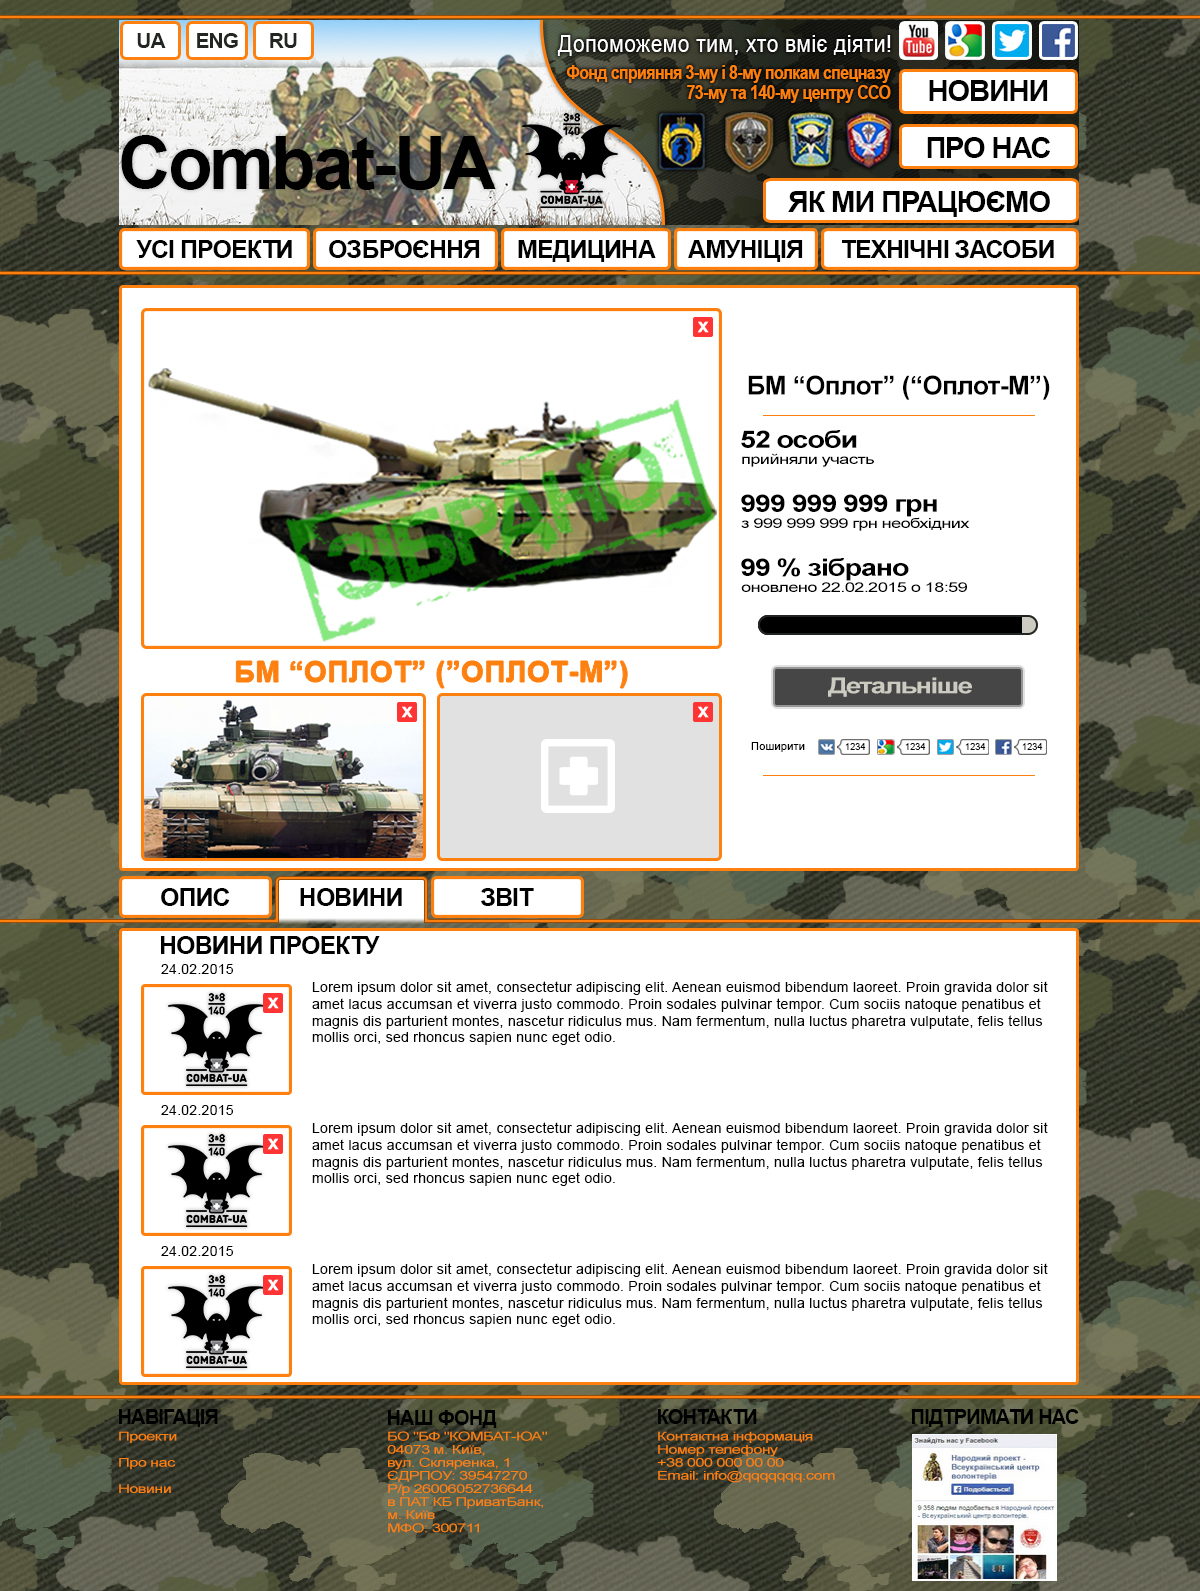 UA
ENG
RU
Допоможемо тим, хто вміє діяти!
Фонд сприяння 3-му і 8-му полкам спецназу
73-му та 140-му центру ССО
You
Tube
НОВИНИ
ПРО НАС
ЯК МИ ПРАЦЮЄМО
Combat-UA
3&8
140
COMBAT-UA
УСІ ПРОЕКТИ
ОЗБРОЄННЯ
МЕДИЦИНА
АМУНІЦІЯ
ТЕХНІЧНІ ЗАСОБИ
X
ЗІБРАНО
БМ “Оплот” (“Оплот-М”)
52 особи
прийняли участь
999 999 999 грн
з 999 999 999 грн необхідних
99 % зібрано
оновлено 22.02.2015 о 18:59
Детальніше
Поширити
1234
1234
1234
1234
БМ “ОПЛОТ” (”ОПЛОТ-М”)
X
X
ОПИС
НОВИНИ
ЗВІТ
НОВИНИ ПРОЕКТУ
24.02.2015
3&8
140
X
COMBAT-UA
Lorem ipsum dolor sit amet, consectetur adipiscing elit. Aenean euismod bibendum laoreet. Proin gravida dolor sit
amet lacus accumsan et viverra justo commodo. Proin sodales pulvinar tempor. Cum sociis natoque penatibus et
magnis dis parturient montes, nascetur ridiculus mus. Nam fermentum, nulla luctus pharetra vulputate, felis tellus
mollis orci, sed rhoncus sapien nunc eget odio.
24.02.2015
3&8
140
X
COMBAT-UA
Lorem ipsum dolor sit amet, consectetur adipiscing elit. Aenean euismod bibendum laoreet. Proin gravida dolor sit
amet lacus accumsan et viverra justo commodo. Proin sodales pulvinar tempor. Cum sociis natoque penatibus et
magnis dis parturient montes, nascetur ridiculus mus. Nam fermentum, nulla luctus pharetra vulputate, felis tellus
mollis orci, sed rhoncus sapien nunc eget odio.
24.02.2015
3&8
140
X
COMBAT-UA
Lorem ipsum dolor sit amet, consectetur adipiscing elit. Aenean euismod bibendum laoreet. Proin gravida dolor sit
amet lacus accumsan et viverra justo commodo. Proin sodales pulvinar tempor. Cum sociis natoque penatibus et
magnis dis parturient montes, nascetur ridiculus mus. Nam fermentum, nulla luctus pharetra vulputate, felis tellus
mollis orci, sed rhoncus sapien nunc eget odio.
НАВІГАЦІЯ
Проекти
Про нас
Новини
НАШ ФОНД
БО "БФ "КОМБАТ-ЮА"
04073 м. Київ,
вул. Скляренка, 1
ЄДРПОУ: 39547270
Р/р 26006052736644
в ПАТ КБ ПриватБанк,
м. Київ
МФО: 300711
КОНТАКТИ
Контактна інформація
Номер телефону
+38 000 000 00 00
Email: info@qqqqqqq.com
ПІДТРИМАТИ НАС
Знайдіть нас у Facebook
Народний проект -
Всеукраїнський центр
волонтерів
Подобається!
9 358 людям подобається Народний проект
- Всеукраїнський центр волонтерів.